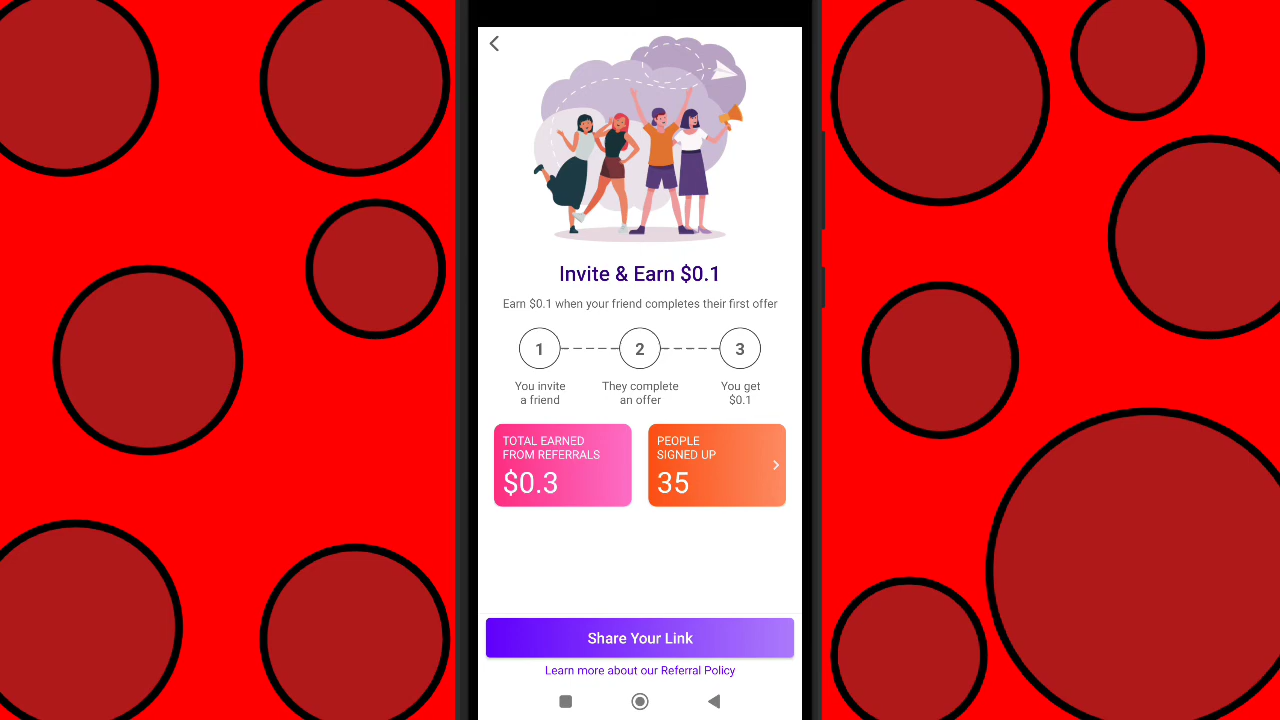 Invite & Earn $0.1
Earn $0.1 when your friend completes their first offer
1 2 3
You invite
a friend
They complete
an offer
You get
$0.1
TOTAL EARNED
FROM REFERRALS
$0.3
PEOPLE
SIGNED UP
35
Share Your Link
Learn more about our Referral Policy